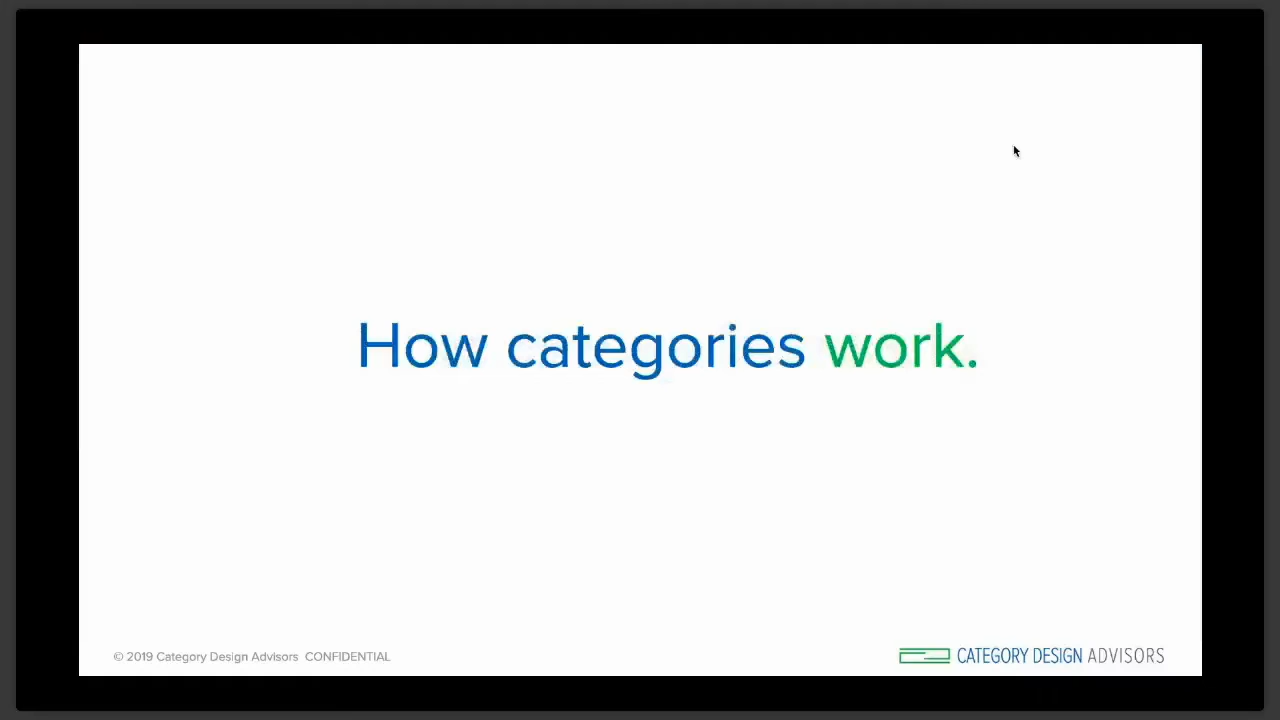 How categories work.
© 2019 Category Design Advisors CONFIDENTIAL
CATEGORY DESIGN ADVISORS